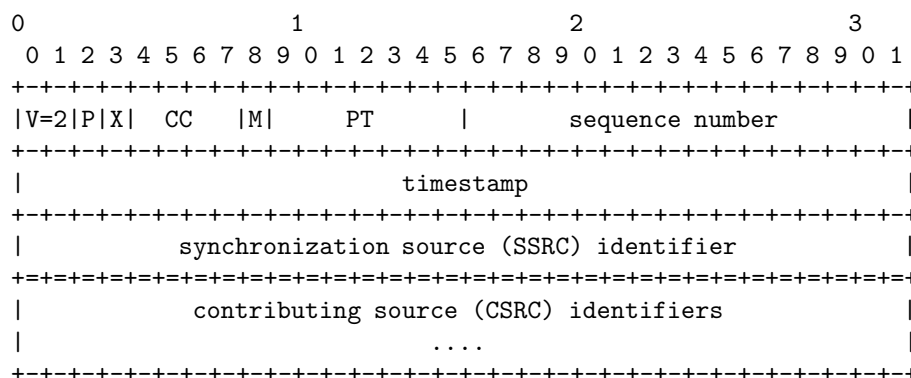 0                   1                   2                   3
 0 1 2 3 4 5 6 7 8 9 0 1 2 3 4 5 6 7 8 9 0 1 2 3 4 5 6 7 8 9 0 1
+-+-+-+-+-+-+-+-+-+-+-+-+-+-+-+-+-+-+-+-+-+-+-+-+-+-+-+-+-+-+-+-+
|V=2|P|X|  CC   |M|     PT      |       sequence number         |
+-+-+-+-+-+-+-+-+-+-+-+-+-+-+-+-+-+-+-+-+-+-+-+-+-+-+-+-+-+-+-+-+
|                           timestamp                           |
+-+-+-+-+-+-+-+-+-+-+-+-+-+-+-+-+-+-+-+-+-+-+-+-+-+-+-+-+-+-+-+-+
|           synchronization source (SSRC) identifier            |
+=+=+=+=+=+=+=+=+=+=+=+=+=+=+=+=+=+=+=+=+=+=+=+=+=+=+=+=+=+=+=+=+
|            contributing source (CSRC) identifiers             |
|                             ....                              |
+-+-+-+-+-+-+-+-+-+-+-+-+-+-+-+-+-+-+-+-+-+-+-+-+-+-+-+-+-+-+-+-+